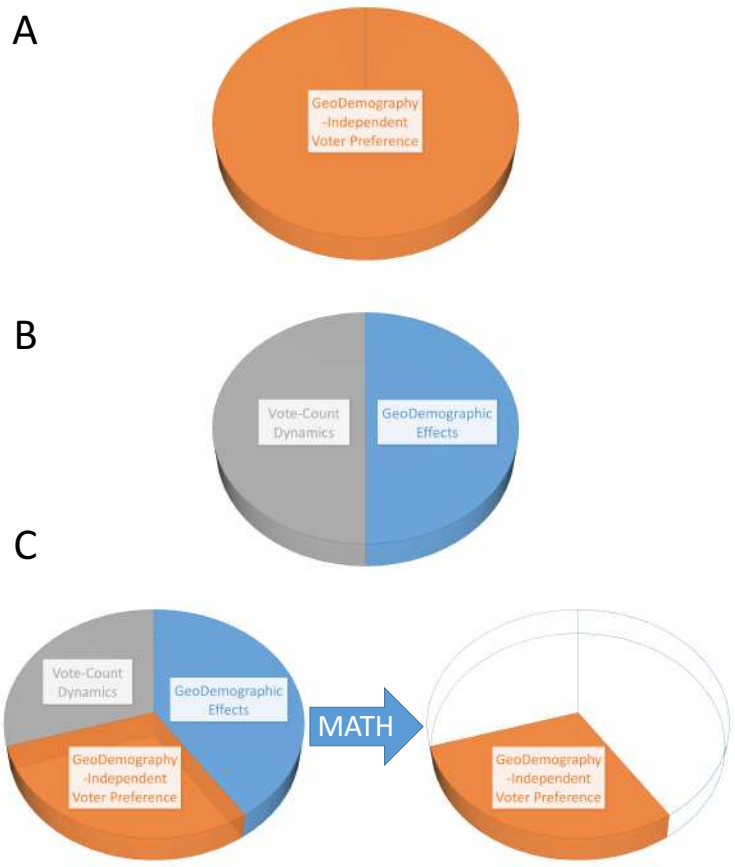 A
GeoDemography
-Independent
Voter Preference
B
Vote-Count
Dynamics
GeoDemographic
Effects
C
Vote-Count
Dynamics
GeoDemographic
Effects
GeoDemography
-Independent
Voter Preference
MATH
GeoDemography
-Independent
Voter Preference